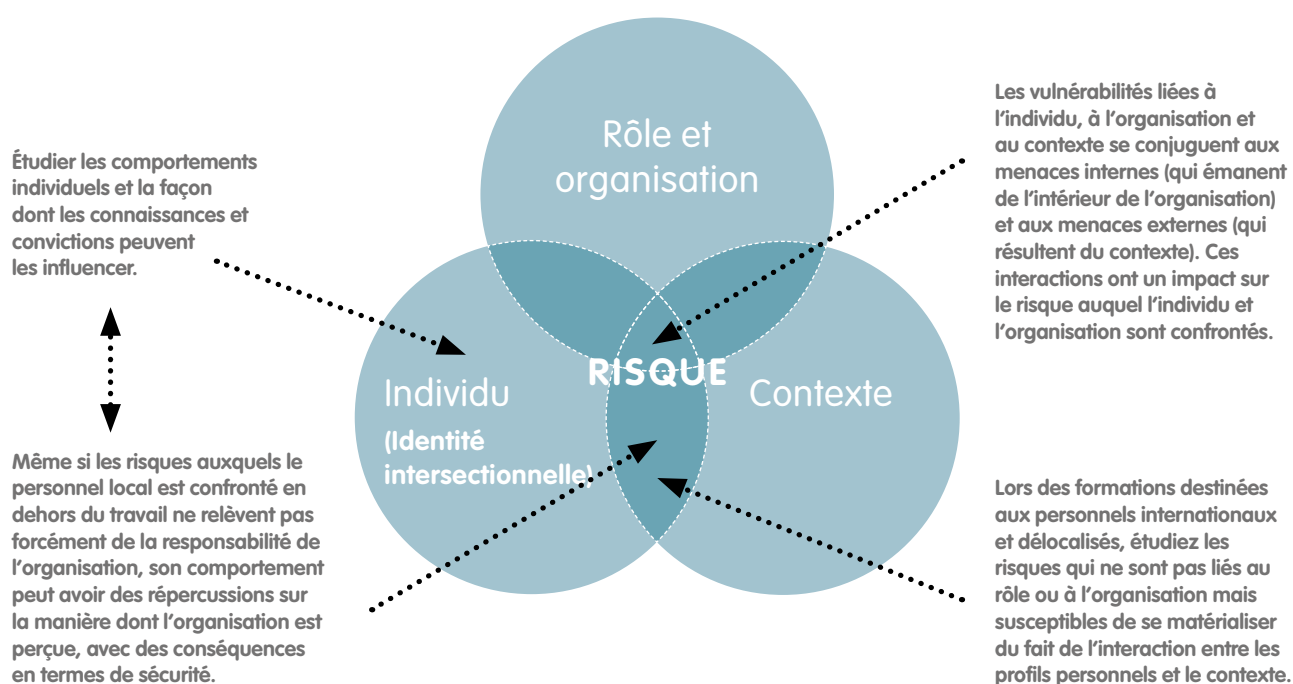 Rôle et
organisation
Étudier les comportements
individuels et la façon
dont les connaissances et
convictions peuvent
les influencer.
Les vulnérabilités liées à
l'individu, à l'organisation et
au contexte se conjuguent aux
menaces internes (qui émanent
de l'intérieur de l'organisation)
et aux menaces externes (qui
résultent du contexte). Ces
interactions ont un impact sur
le risque auquel l'individu et
l'organisation sont confrontés.
RISQUE
Individu
(Identité
intersectionnelle)
Contexte
Même si les risques auxquels le
personnel local est confronté en
dehors du travail ne relèvent pas
forcément de la responsabilité de
l'organisation, son comportement
peut avoir des répercussions sur
la manière dont l'organisation est
perçue, avec des conséquences
en termes de sécurité.
Lors des formations destinées
aux personnels internationaux
et délocalisés, étudiez les
risques qui ne sont pas liés au
rôle ou à l'organisation mais
susceptibles de se matérialiser
du fait de l'interaction entre les
profils personnels et le contexte.